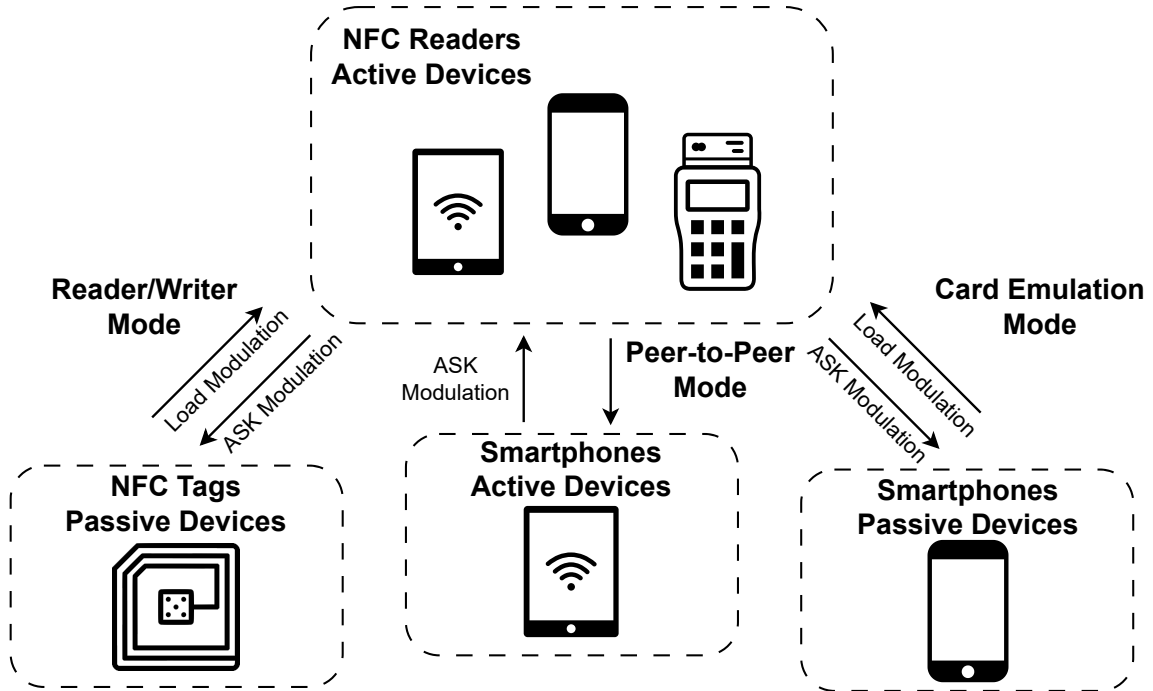 NFC Readers
Active Devices
Reader/Writer
Mode
Load Modulation
ASK Modulation
ASK
Modulation
Peer-to-Peer
Mode
Card Emulation
Mode
Load Modulation
ASK Modulation
NFC Tags
Passive Devices
Smartphones
Active Devices
Smartphones
Passive Devices